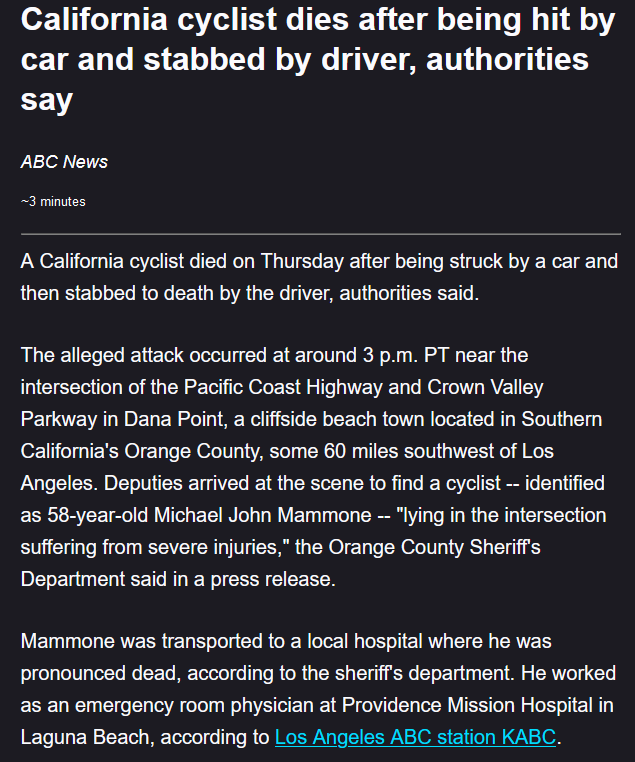 California cyclist dies after being hit by
car and stabbed by driver, authorities
say
ABC News
~3 minutes
A California cyclist died on Thursday after being struck by a car and
then stabbed to death by the driver, authorities said.
The alleged attack occurred at around 3 p.m. PT near the
intersection of the Pacific Coast Highway and Crown Valley
Parkway in Dana Point, a cliffside beach town located in Southern
California's Orange County, some 60 miles southwest of Los
Angeles. Deputies arrived at the scene to find a cyclist -- identified
as 58-year-old Michael John Mammone -- "lying in the intersection
suffering from severe injuries," the Orange County Sheriff's
Department said in a press release.
Mammone was transported to a local hospital where he was
pronounced dead, according to the sheriff's department. He worked
as an emergency room physician at Providence Mission Hospital in
Laguna Beach, according to Los Angeles ABC station KABC.